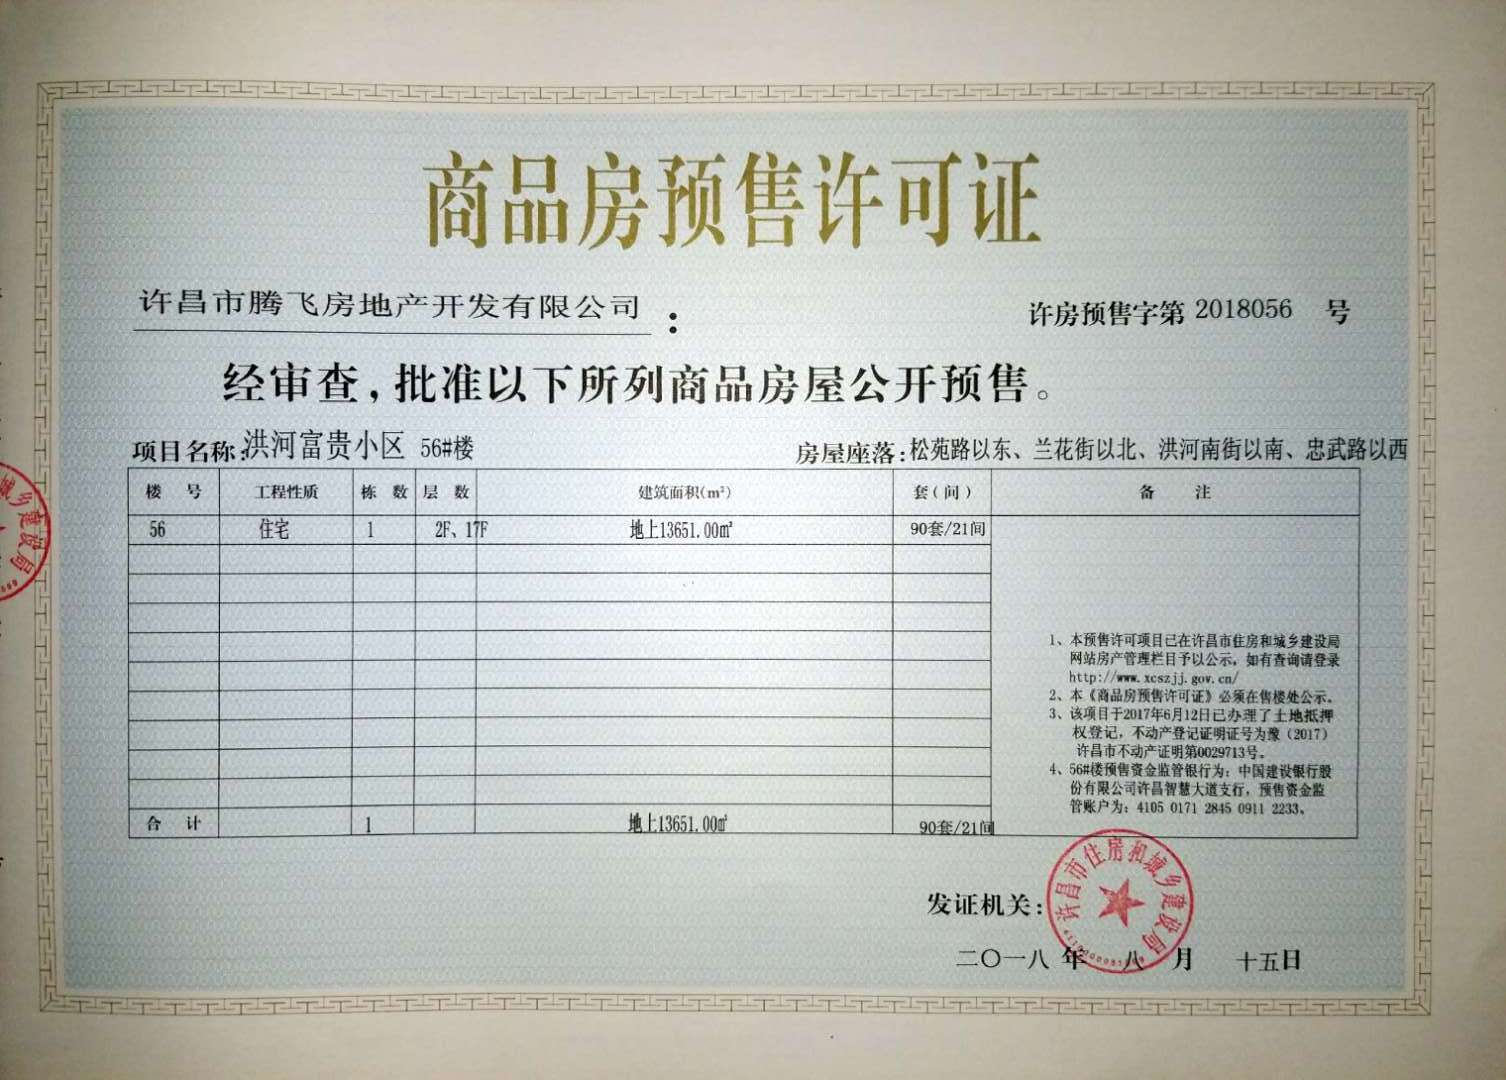 商品房预售许可证
许昌市腾飞房地产开发有限公司：
许房预售字第 2018056 号
经审查，批准以下所列商品房屋公开预售。
项目名称：洪河富贵小区 56#楼
房屋座落：松苑路以东、兰花街以北、洪河南街以南、忠武路以西
楼 号 工程性质 栋 数 层 数 建筑面积(m²) 套（间） 备 注
56 住宅 1 2F、17F 地上13651.00㎡ 90套/21间
1、本预售许可项目已在许昌市住房和城乡建设局
网站房产管理栏目予以公示，如有查询请登录
http://www.xcszjj.gov.cn/
2、本《商品房预售许可证》必须在售楼处公示。
3、该项目于2017年6月12日已办理了土地抵押
权登记，不动产登记证明证号为豫（2017）
许昌市不动产证明第0029713号。
4、56#楼预售资金监管银行为：中国建设银行股
份有限公司许昌智慧大道支行，预售资金监
管账户为：4105 0171 2845 0911 2233。
合 计 1 地上13651.00㎡ 90套/21间
发证机关：
许昌市住房和城乡建设局
二〇一八 年 八 月 十五日
城乡建设局